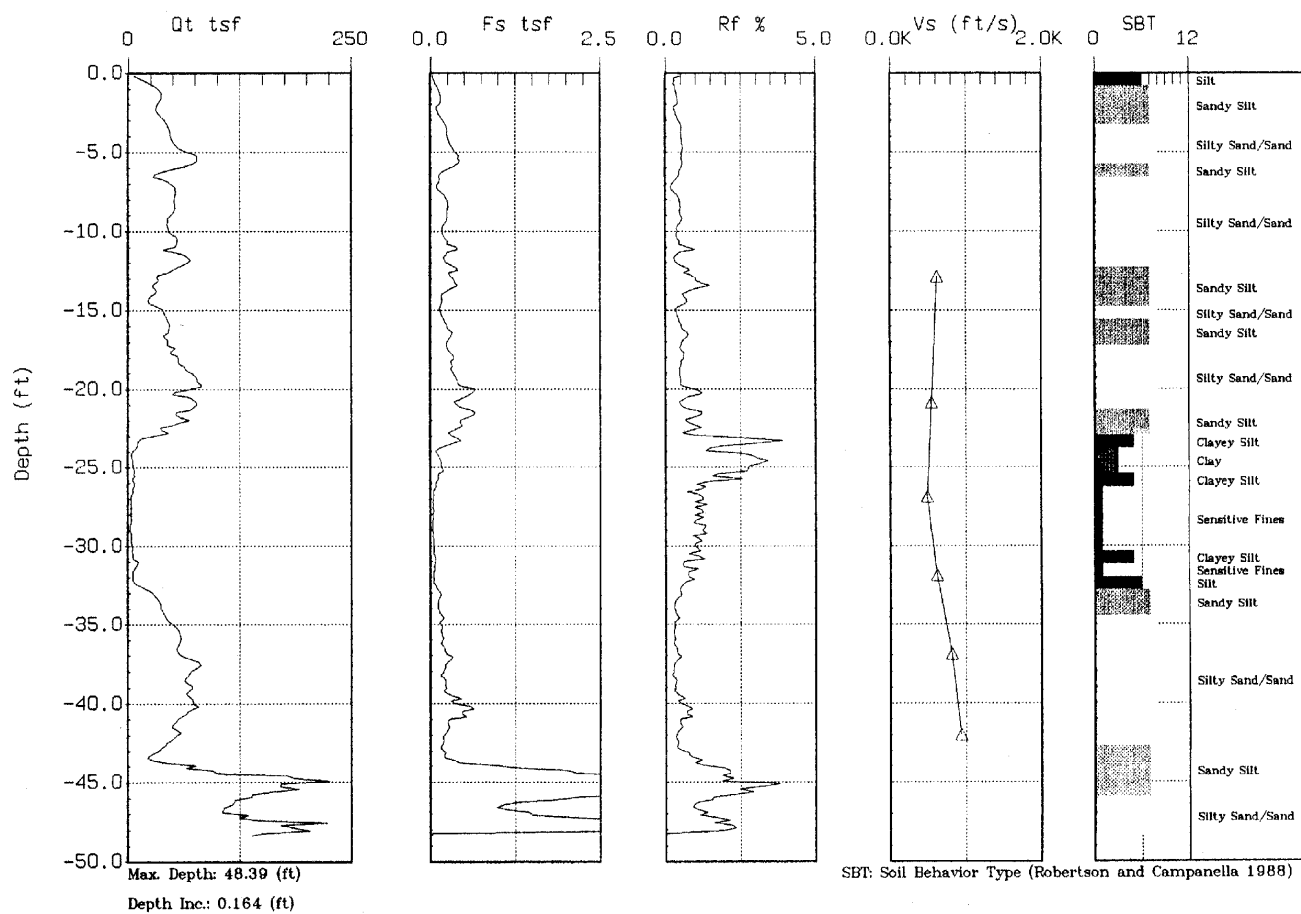 Qt tsf
0 250
Fs tsf
0.0 2.5
Rf %
0.0 5.0
Vs (ft/s)
0.0K 2.0K
SBT
0 12
Depth (ft)
0.0
-5.0
-10.0
-15.0
-20.0
-25.0
-30.0
-35.0
-40.0
-45.0
-50.0
Silt
Sandy Silt
Silty Sand/Sand
Sandy Silt
Silty Sand/Sand
Sandy Silt
Silty Sand/Sand
Sandy Silt
Silty Sand/Sand
Sandy Silt
Clayey Silt
Clay
Clayey Silt
Sensitive Fines
Clayey Silt
Sensitive Fines
Silt
Sandy Silt
Silty Sand/Sand
Sandy Silt
Silty Sand/Sand
Max. Depth: 48.39 (ft)
Depth Inc.: 0.164 (ft)
SBT: Soil Behavior Type (Robertson and Campanella 1988)